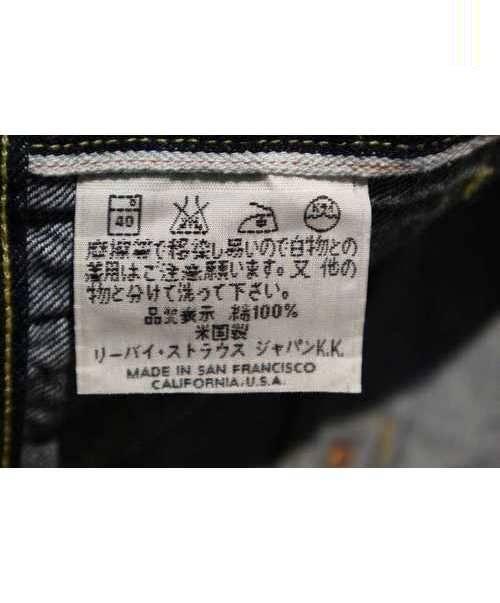 40
摩擦等で移染し易いので白物との
着用はご注意願います。又 他の
物と分けて洗って下さい。
品質表示 綿100%
米国製
リーバイ・ストラウス ジャパンK.K.
MADE IN SAN FRANCISCO
CALIFORNIA, U.S.A.